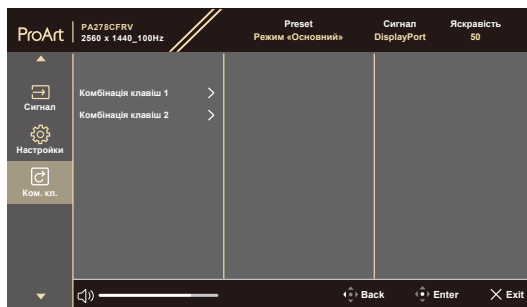 ProArt
PA278CFRV
2560 x 1440_100Hz
Preset
Режим «Основний»
Сигнал
DisplayPort
Яскравість
50
Сигнал
Настройки
Ком. кл.
Комбінація клавіш 1
Комбінація клавіш 2
Back
Enter
Exit